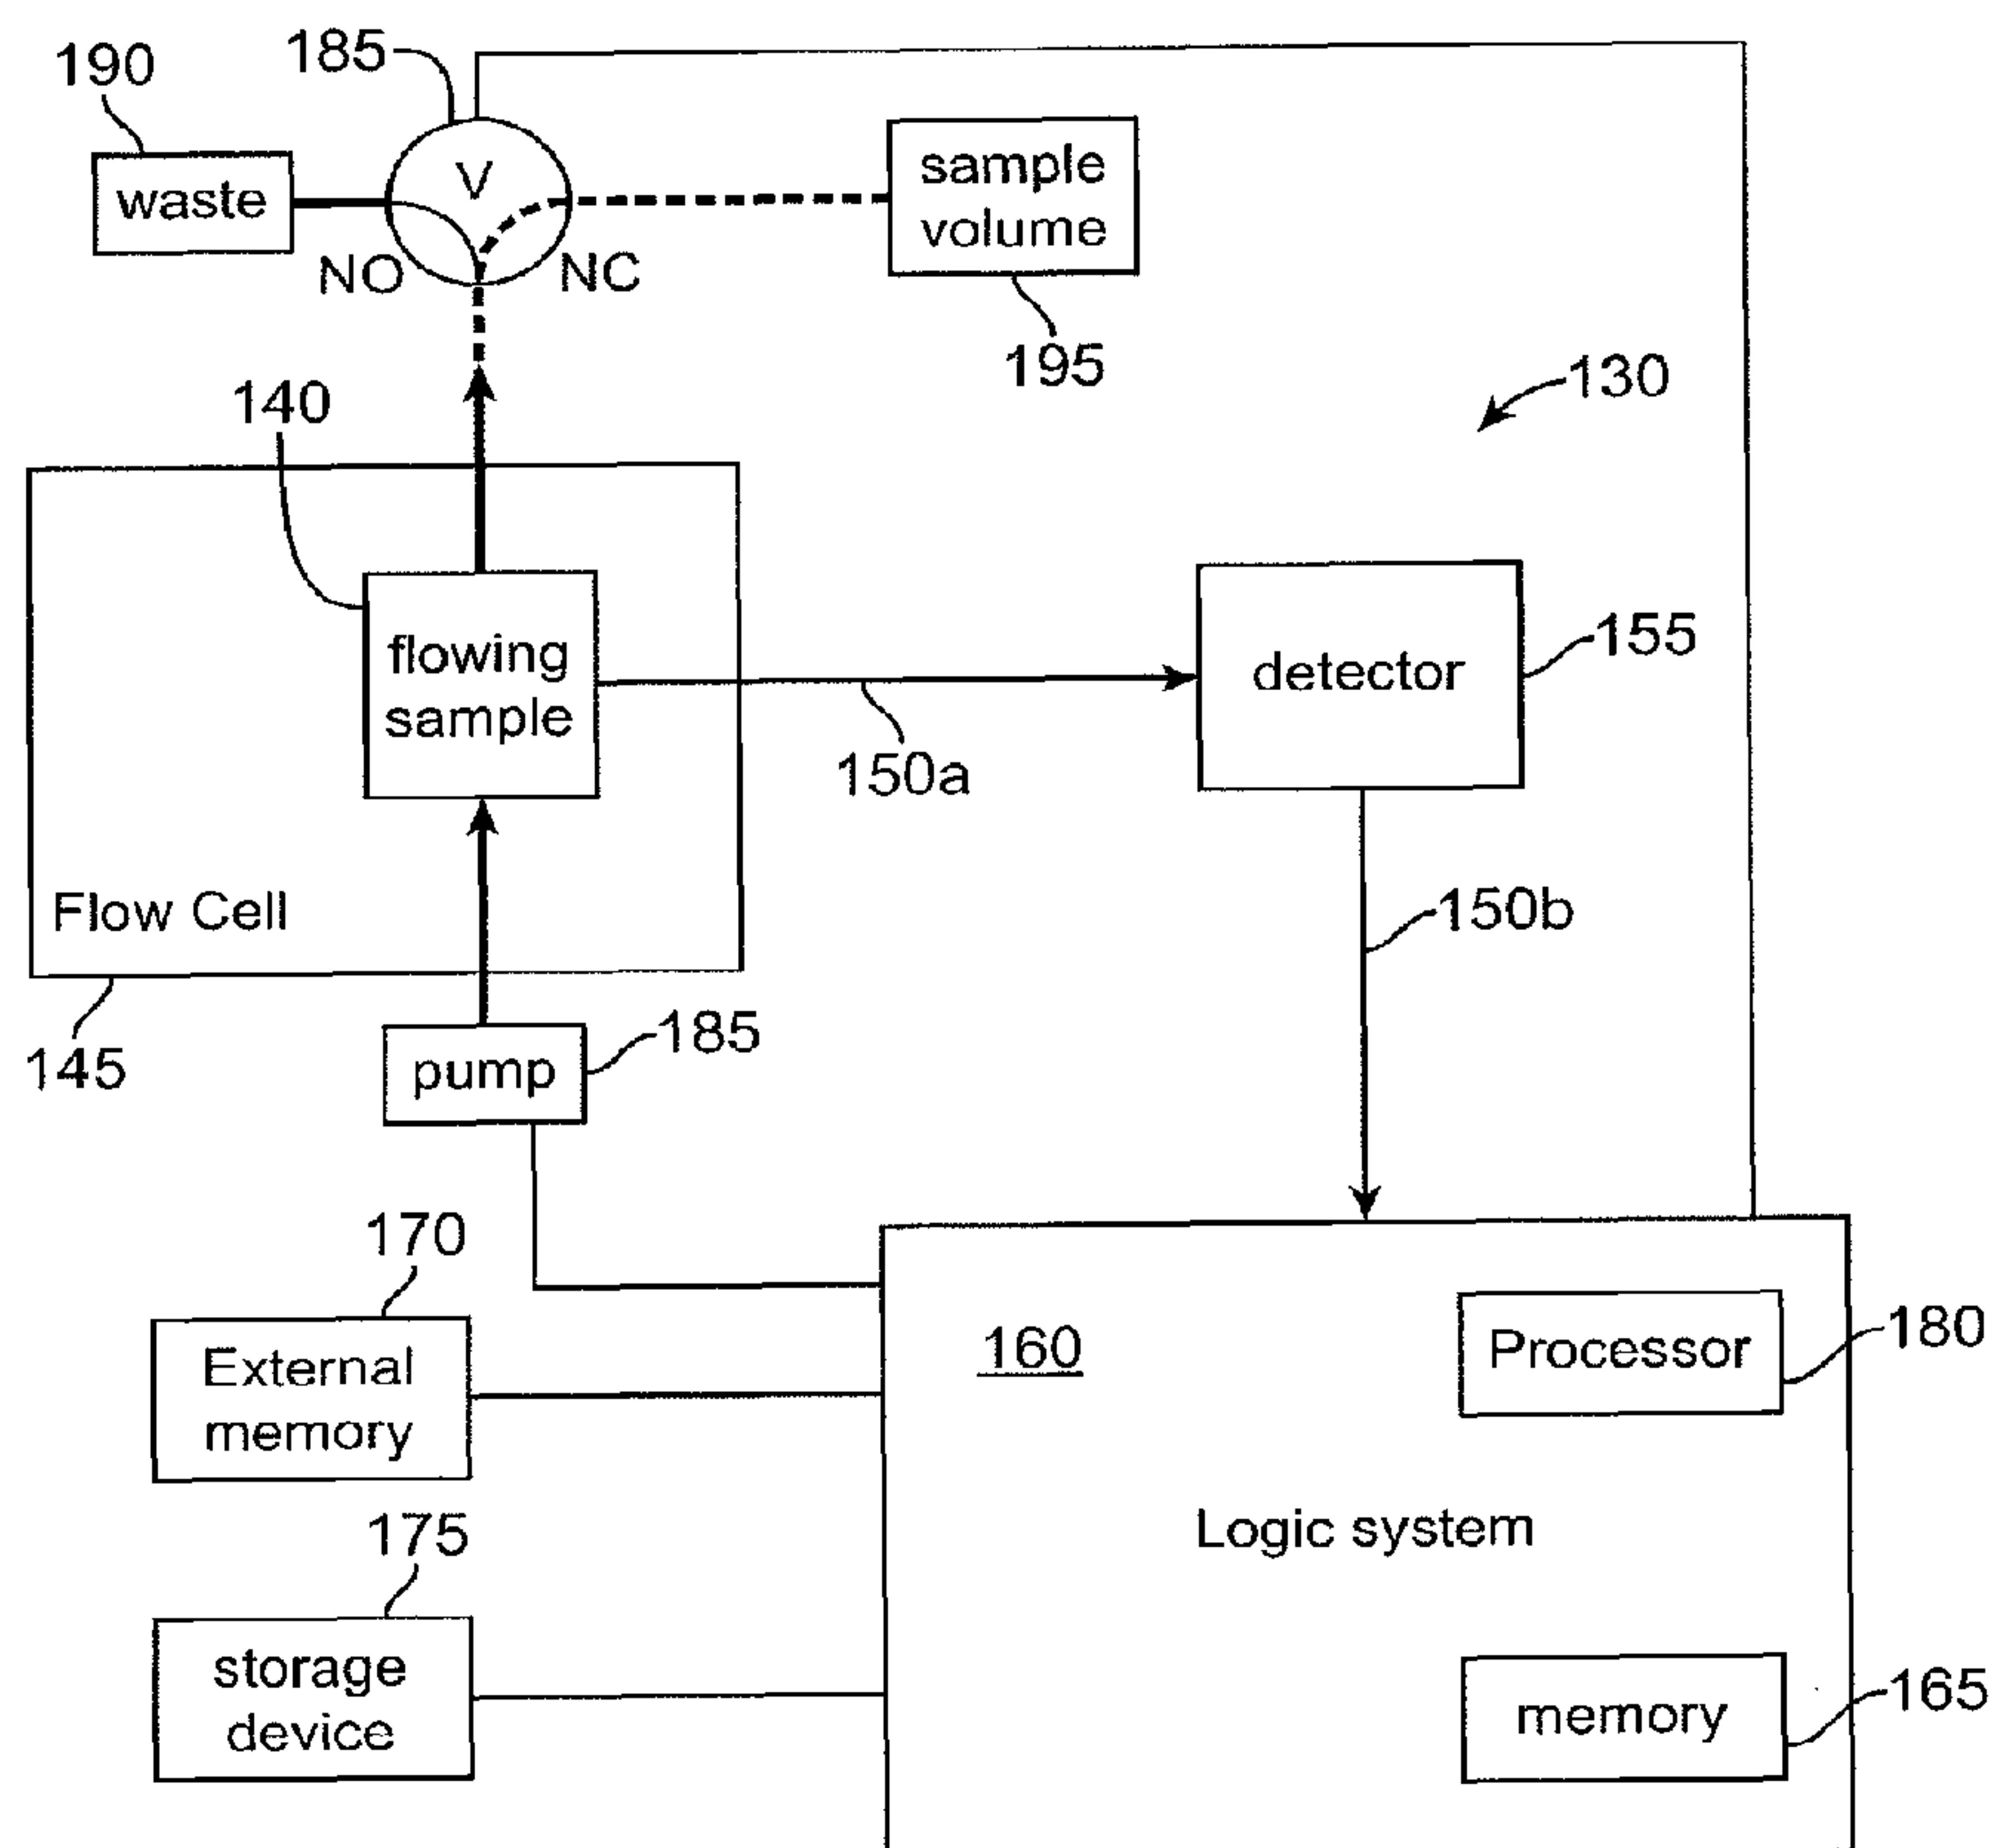 190
185
waste
V
NO
NC
sample
volume
195
130
140
flowing
sample
detector
155
150a
150b
Flow Cell
145
pump
185
170
External
memory
160
Processor
180
Logic system
175
storage
device
memory
165